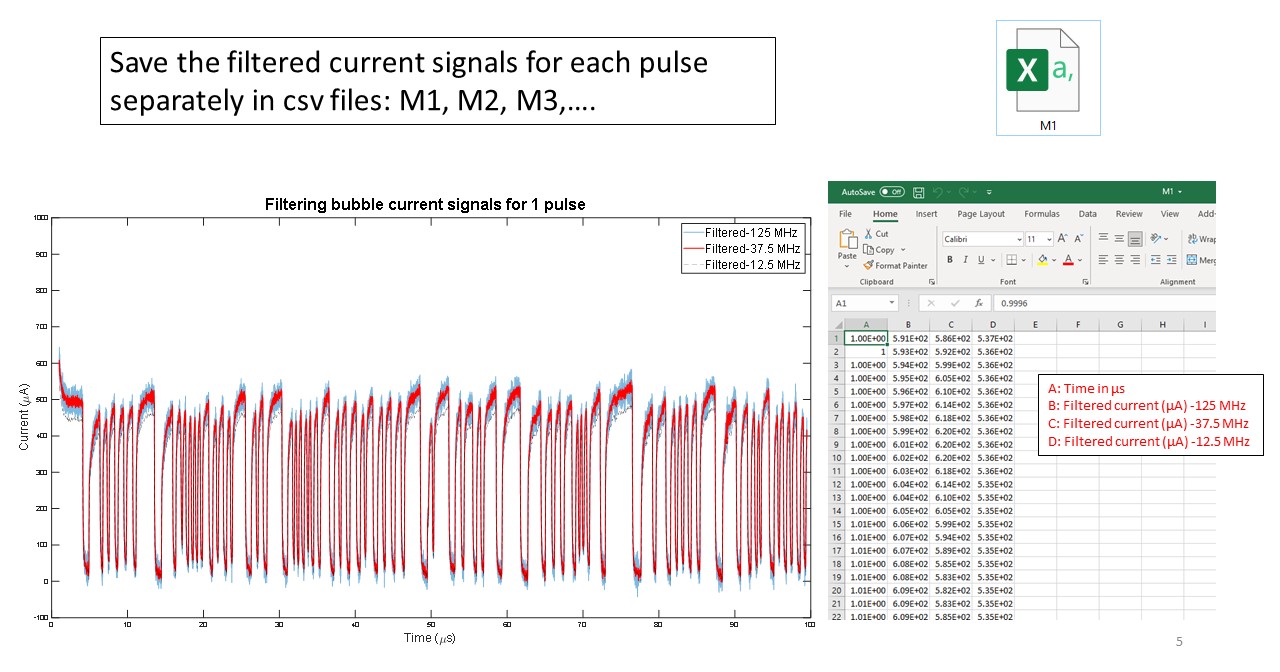 Save the filtered current signals for each pulse
separately in csv files: M1, M2, M3,....
M1
Filtering bubble current signals for 1 pulse
Filtered-125 MHz
Filtered-37.5 MHz
Filtered-12.5 MHz
1000
900
800
700
600
500
400
300
200
100
0
-100
Current (μA)
0 10 20 30 40 50 60 70 80 90 100
Time (μs)
AutoSave Off M1
File Home Insert Page Layout Formulas Data Review View Add-
Paste
Cut
Copy
Format Painter
Calibri 11 A A
B I U A
ab Wrap
Merg
Clipboard Font Alignment
A1 fx 0.9996
A B C D E F G H I
1 1.00E+00 5.91E+02 5.86E+02 5.37E+02
2 1 5.93E+02 5.92E+02 5.36E+02
3 1.00E+00 5.94E+02 5.99E+02 5.36E+02
4 1.00E+00 5.95E+02 6.05E+02 5.36E+02
5 1.00E+00 5.96E+02 6.10E+02 5.36E+02
6 1.00E+00 5.97E+02 6.14E+02 5.36E+02
7 1.00E+00 5.98E+02 6.18E+02 5.36E+02
8 1.00E+00 5.99E+02 6.20E+02 5.36E+02
9 1.00E+00 6.01E+02 6.20E+02 5.36E+02
10 1.00E+00 6.02E+02 6.20E+02 5.36E+02
11 1.00E+00 6.03E+02 6.18E+02 5.36E+02
12 1.00E+00 6.04E+02 6.14E+02 5.35E+02
13 1.00E+00 6.04E+02 6.10E+02 5.35E+02
14 1.00E+00 6.05E+02 6.05E+02 5.35E+02
15 1.01E+00 6.06E+02 5.99E+02 5.35E+02
16 1.01E+00 6.07E+02 5.94E+02 5.35E+02
17 1.01E+00 6.07E+02 5.89E+02 5.35E+02
18 1.01E+00 6.08E+02 5.85E+02 5.35E+02
19 1.01E+00 6.08E+02 5.83E+02 5.35E+02
20 1.01E+00 6.09E+02 5.82E+02 5.35E+02
21 1.01E+00 6.09E+02 5.83E+02 5.35E+02
22 1.01E+00 6.09E+02 5.85E+02 5.35E+02
A: Time in μs
B: Filtered current (μA) -125 MHz
C: Filtered current (μA) -37.5 MHz
D: Filtered current (μA) -12.5 MHz
5